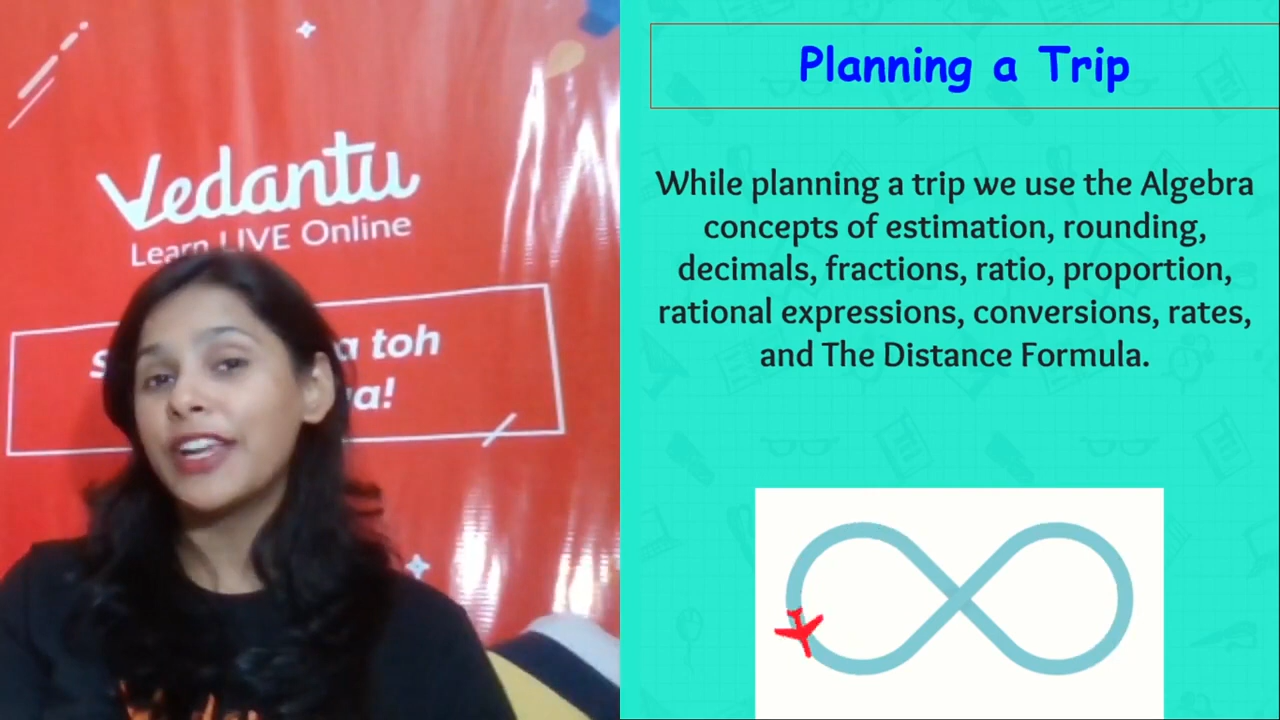 Vedantu
Learn LIVE Online
a toh
a!
Planning a Trip
While planning a trip we use the Algebra
concepts of estimation, rounding,
decimals, fractions, ratio, proportion,
rational expressions, conversions, rates,
and The Distance Formula.